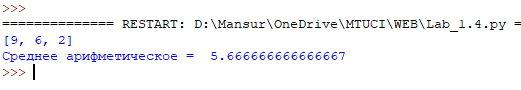 >>>
============== RESTART: D:\Mansur\OneDrive\MTUCI\WEB\Lab_1.4.py =
[9, 6, 2]
Среднее арифметическое =  5.666666666666667
>>>